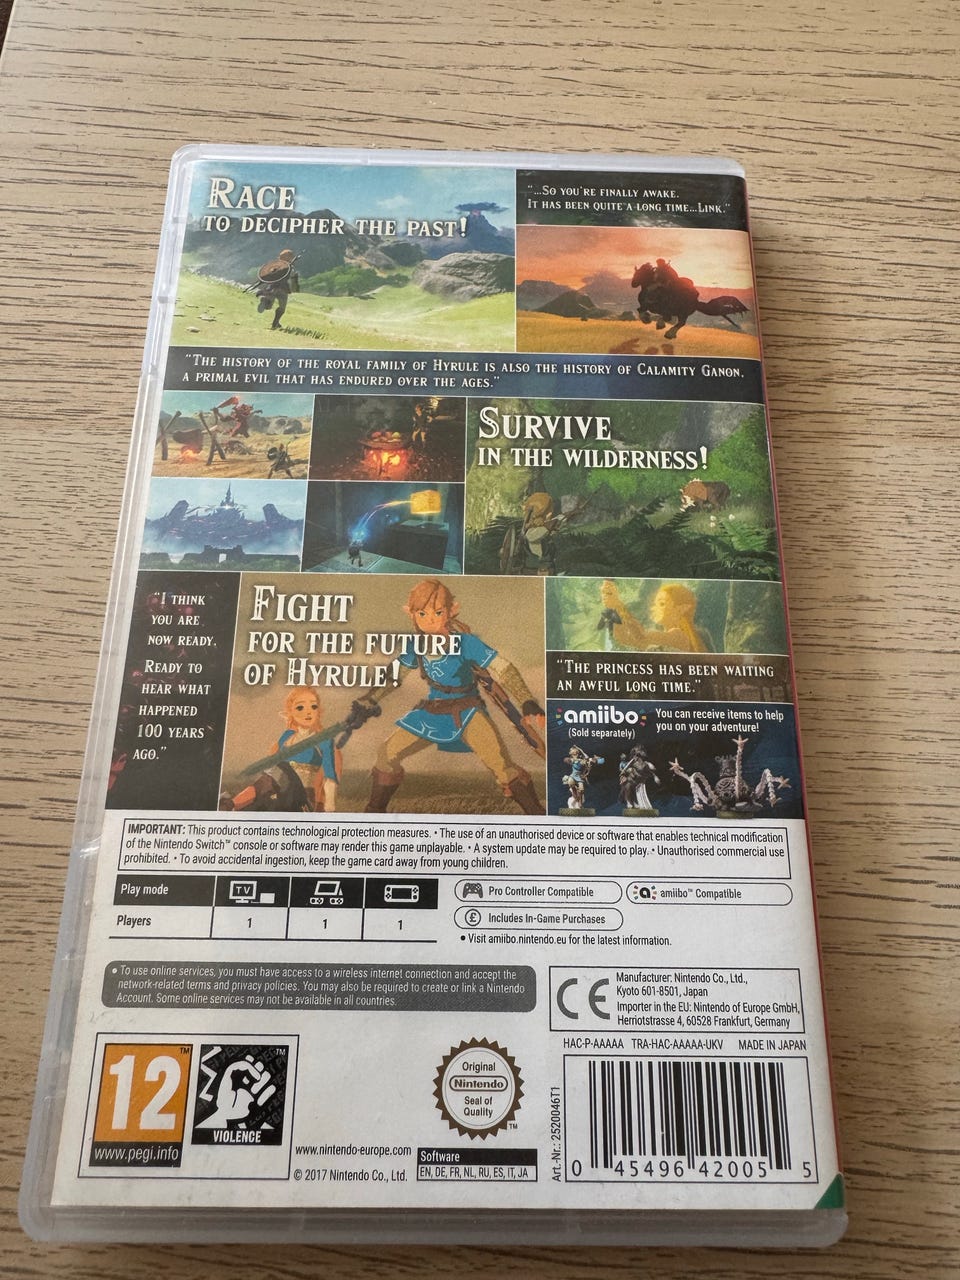 RACE
TO DECIPHER THE PAST!
“...SO YOU'RE FINALLY AWAKE.
IT HAS BEEN QUITE A LONG TIME...LINK.”
“THE HISTORY OF THE ROYAL FAMILY OF HYRULE IS ALSO THE HISTORY OF CALAMITY GANON.
A PRIMAL EVIL THAT HAS ENDURED OVER THE AGES.”
SURVIVE
IN THE WILDERNESS!
“I THINK
YOU ARE
NOW READY.
READY TO
HEAR WHAT
HAPPENED
100 YEARS
AGO.”
FIGHT
FOR THE FUTURE
OF HYRULE!
“THE PRINCESS HAS BEEN WAITING
AN AWFUL LONG TIME.”
amiibo
(Sold separately)
You can receive items to help
you on your adventure!
IMPORTANT: This product contains technological protection measures. • The use of an unauthorised device or software that enables technical modification
of the Nintendo Switch™ console or software may render this game unplayable. • A system update may be required to play. • Unauthorised commercial use
prohibited. • To avoid accidental ingestion, keep the game card away from young children.
Play mode TV
Players 1 1 1
Pro Controller Compatible
amiibo™ Compatible
£ Includes In-Game Purchases
• Visit amiibo.nintendo.eu for the latest information.
• To use online services, you must have access to a wireless internet connection and accept the
network-related terms and privacy policies. You may also be required to create or link a Nintendo
Account. Some online services may not be available in all countries.
CE
Manufacturer: Nintendo Co., Ltd.,
Kyoto 601-8501, Japan
Importer in the EU: Nintendo of Europe GmbH,
Herriotstrasse 4, 60528 Frankfurt, Germany
HAC-P-AAAAA TRA-HAC-AAAAA-UKV MADE IN JAPAN
12™
www.pegi.info
™
VIOLENCE
Original
Nintendo
Seal of
Quality
™
www.nintendo-europe.com
© 2017 Nintendo Co., Ltd.
Software
EN, DE, FR, NL, RU, ES, IT, JA
Art.-Nr.: 2520046T1
0 45496 42005 5